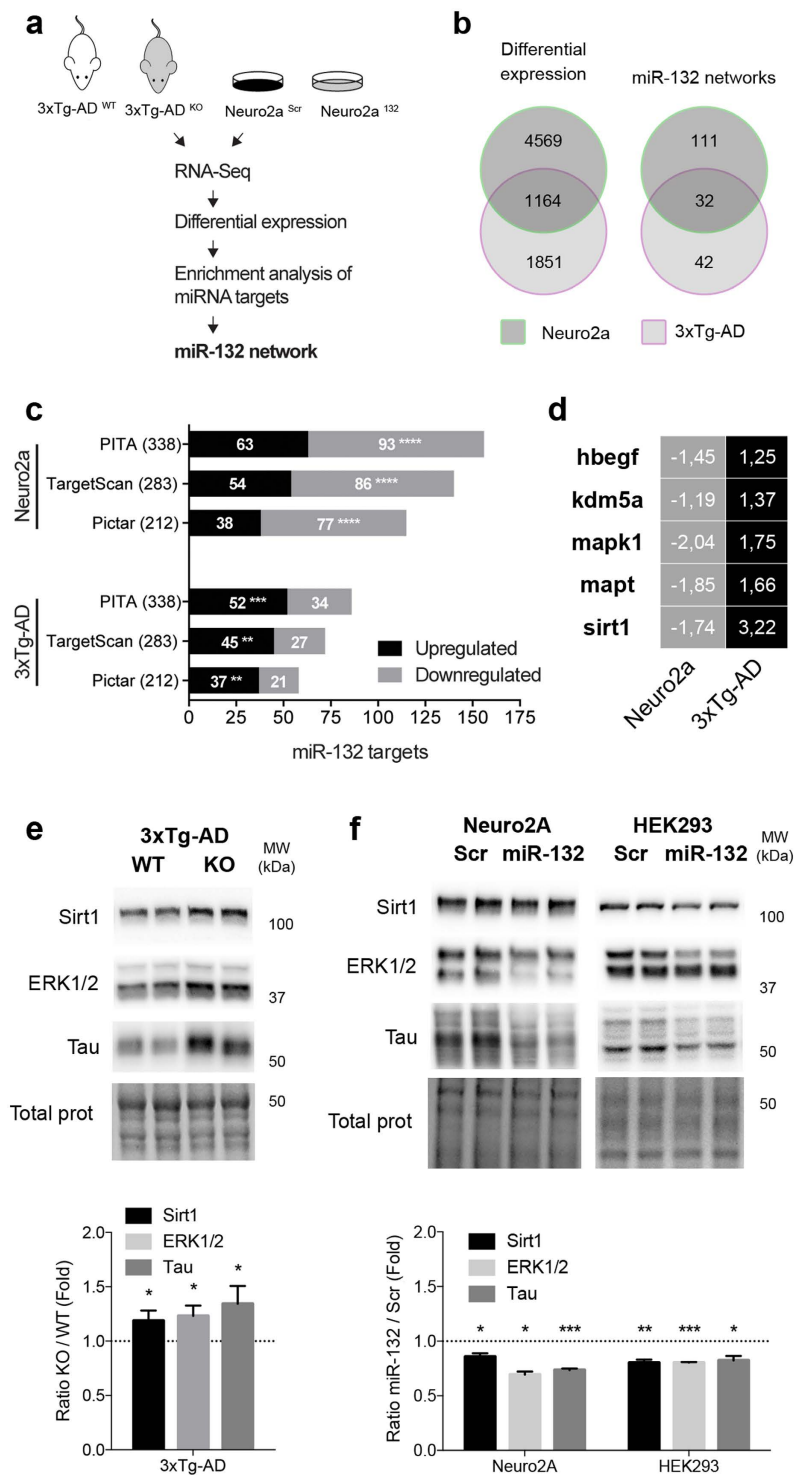 a
3xTg-AD WT
3xTg-AD KO
Neuro2a Scr
Neuro2a 132
RNA-Seq
Differential expression
Enrichment analysis of
miRNA targets
miR-132 network
b
Differential
expression
miR-132 networks
4569
1164
1851
111
32
42
Neuro2a
3xTg-AD
c
Neuro2a
PITA (338)
63
93 ****
TargetScan (283)
54
86 ****
Pictar (212)
38
77 ****
3xTg-AD
PITA (338)
52 ***
34
TargetScan (283)
45 **
27
Pictar (212)
37 **
21
Upregulated
Downregulated
0 25 50 75 100 125 150 175
miR-132 targets
d
hbegf -1,45 1,25
kdm5a -1,19 1,37
mapk1 -2,04 1,75
mapt -1,85 1,66
sirt1 -1,74 3,22
Neuro2a
3xTg-AD
e
3xTg-AD
WT KO
MW
(kDa)
Sirt1
100
ERK1/2
37
Tau
50
Total prot
50
Sirt1
ERK1/2
Tau
Ratio KO / WT (Fold)
2.0
1.5
1.0
0.5
0.0
* * *
3xTg-AD
f
Neuro2A HEK293
Scr miR-132 Scr miR-132
MW
(kDa)
Sirt1
100
ERK1/2
37
Tau
50
Total prot
50
Sirt1
ERK1/2
Tau
Ratio miR-132 / Scr (Fold)
2.0
1.5
1.0
0.5
0.0
* * *** ** *** *
Neuro2A HEK293